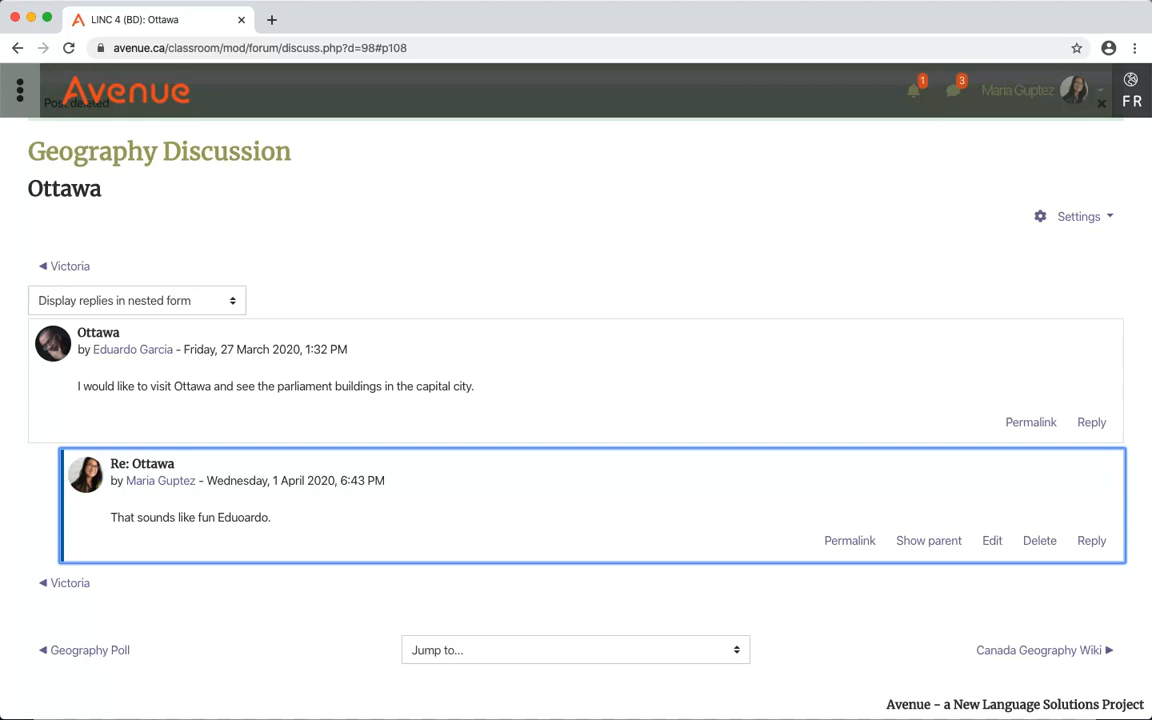 LINC 4 (BD): Ottawa
avenue.ca/classroom/mod/forum/discuss.php?d=98#p108
Avenue
Post deleted
1
3
Maria Guptez
FR
Geography Discussion
Ottawa
Settings
◀ Victoria
Display replies in nested form
Ottawa
by Eduardo Garcia - Friday, 27 March 2020, 1:32 PM
I would like to visit Ottawa and see the parliament buildings in the capital city.
Permalink Reply
Re: Ottawa
by Maria Guptez - Wednesday, 1 April 2020, 6:43 PM
That sounds like fun Eduoardo.
Permalink Show parent Edit Delete Reply
◀ Victoria
◀ Geography Poll Jump to... Canada Geography Wiki ▶
Avenue - a New Language Solutions Project